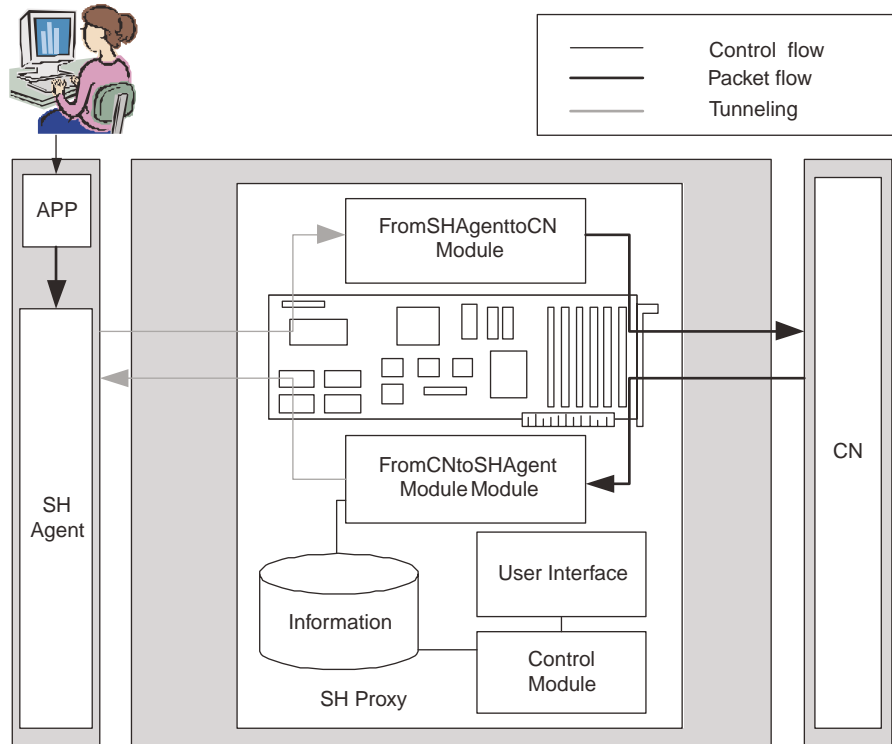 Control flow
Packet flow
Tunneling
APP
FromSHAgenttoCN
Module
FromCNtoSHAgent
Module Module
CN
SH
Agent
User Interface
Information
Control
Module
SH Proxy